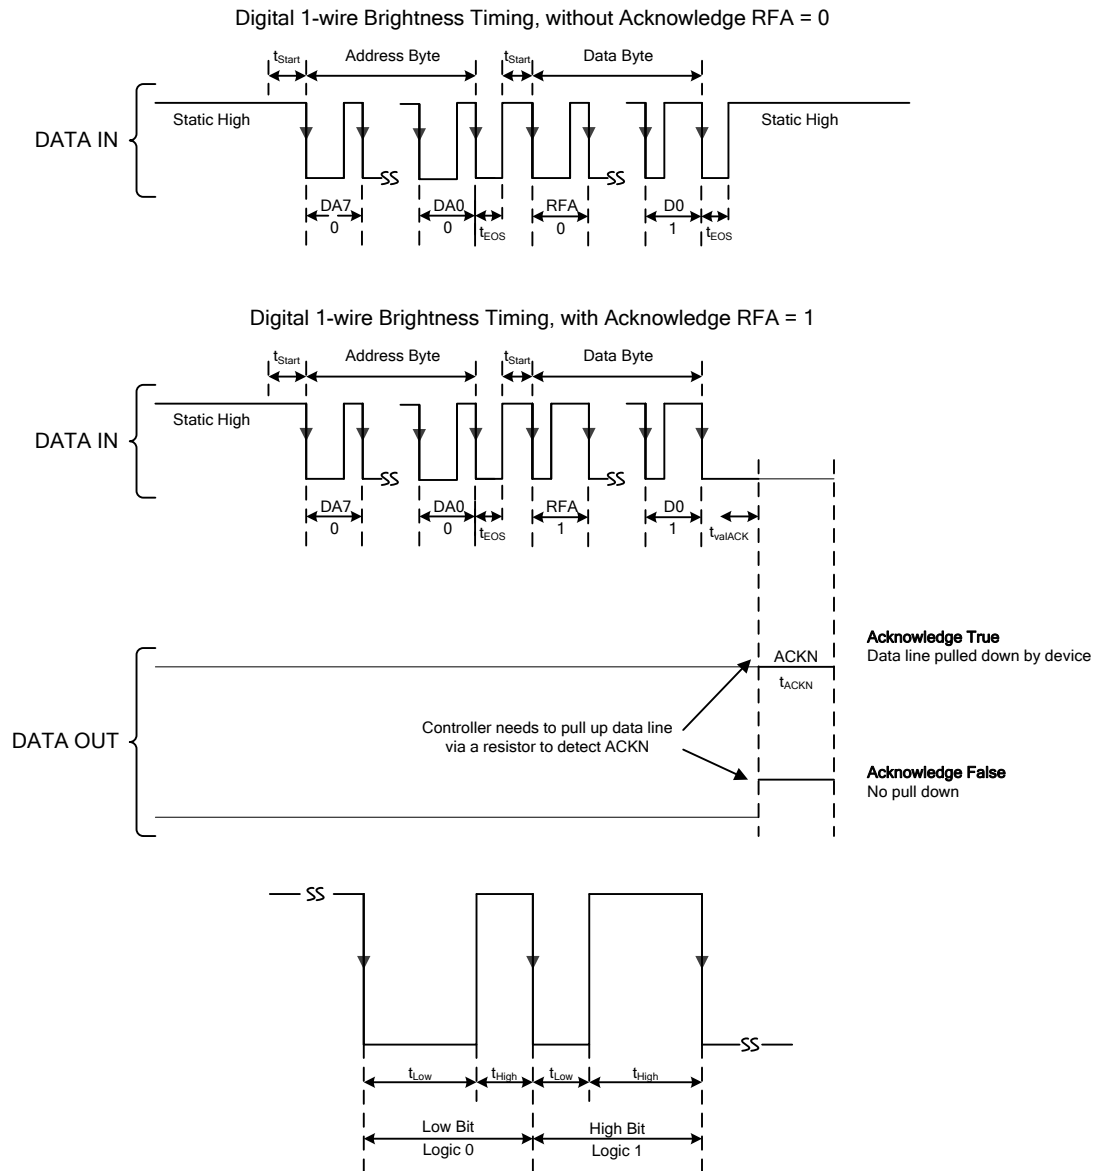 Digital 1-wire Brightness Timing, without Acknowledge RFA = 0
tStart Address Byte tStart Data Byte
DATA IN
Static High Static High
DA7 DA0 RFA D0
0 0 tEOS 0 1 tEOS
Digital 1-wire Brightness Timing, with Acknowledge RFA = 1
tStart Address Byte tStart Data Byte
DATA IN
Static High
DA7 DA0 RFA D0
0 0 tEOS 1 1 tvalACK
Acknowledge True
Data line pulled down by device
ACKN
tACKN
DATA OUT
Controller needs to pull up data line
via a resistor to detect ACKN
Acknowledge False
No pull down
tLow tHigh tLow tHigh
Low Bit High Bit
Logic 0 Logic 1